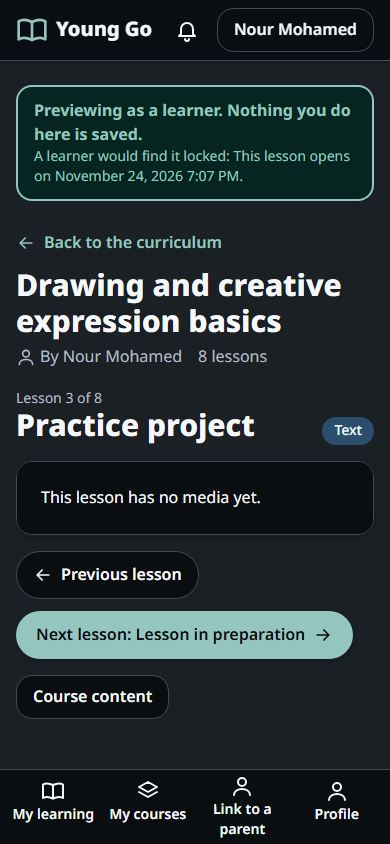 Young Go
Nour Mohamed
Previewing as a learner. Nothing you do
here is saved.
A learner would find it locked: This lesson opens
on November 24, 2026 7:07 PM.
Back to the curriculum
Drawing and creative
expression basics
By Nour Mohamed 8 lessons
Lesson 3 of 8
Practice project
Text
This lesson has no media yet.
Previous lesson
Next lesson: Lesson in preparation
Course content
My learning
My courses
Link to a
parent
Profile